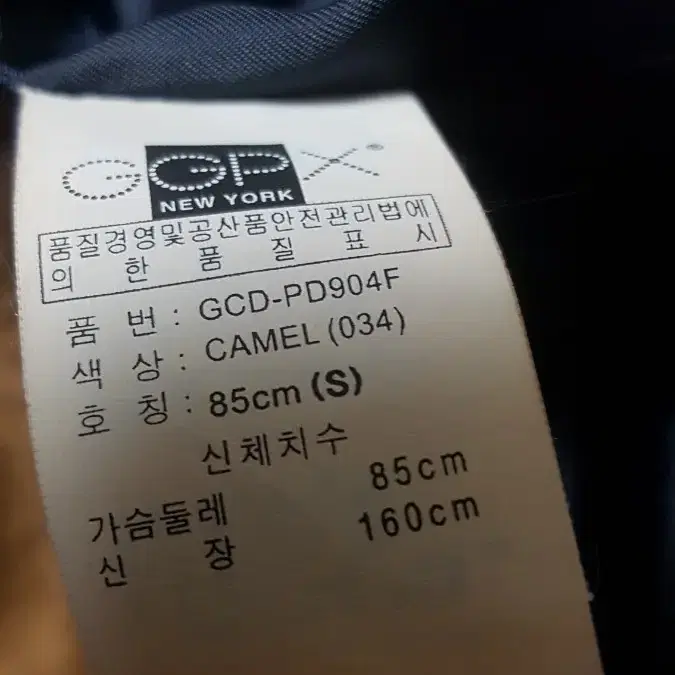 GGPX®
NEW YORK
품질경영및공산품안전관리법에
의 한 품 질 표 시
품 번 : GCD-PD904F
색 상 : CAMEL (034)
호 칭 : 85cm (S)
신체치수
가슴둘레 85cm
신 장 160cm